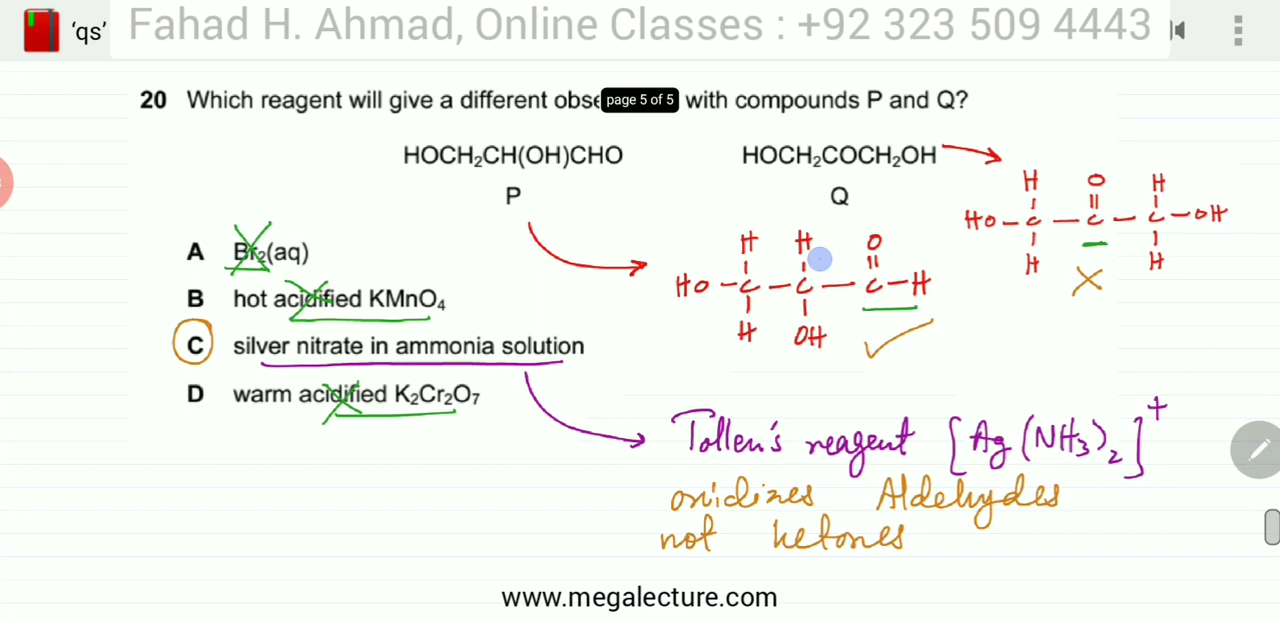 'qs'
Fahad H. Ahmad, Online Classes : +92 323 509 4443
20 Which reagent will give a different obse page 5 of 5 with compounds P and Q?
HOCH₂CH(OH)CHO HOCH₂COCH₂OH
P Q
H O H
HO – C – C – C – OH
H H
A Br₂(aq)
H H O
HO – C – C – C – H
H OH
B hot acidified KMnO₄
C silver nitrate in ammonia solution
D warm acidified K₂Cr₂O₇
Tollen's reagent [Ag(NH₃)₂]⁺
oxidizes Aldehydes
not ketones
www.megalecture.com